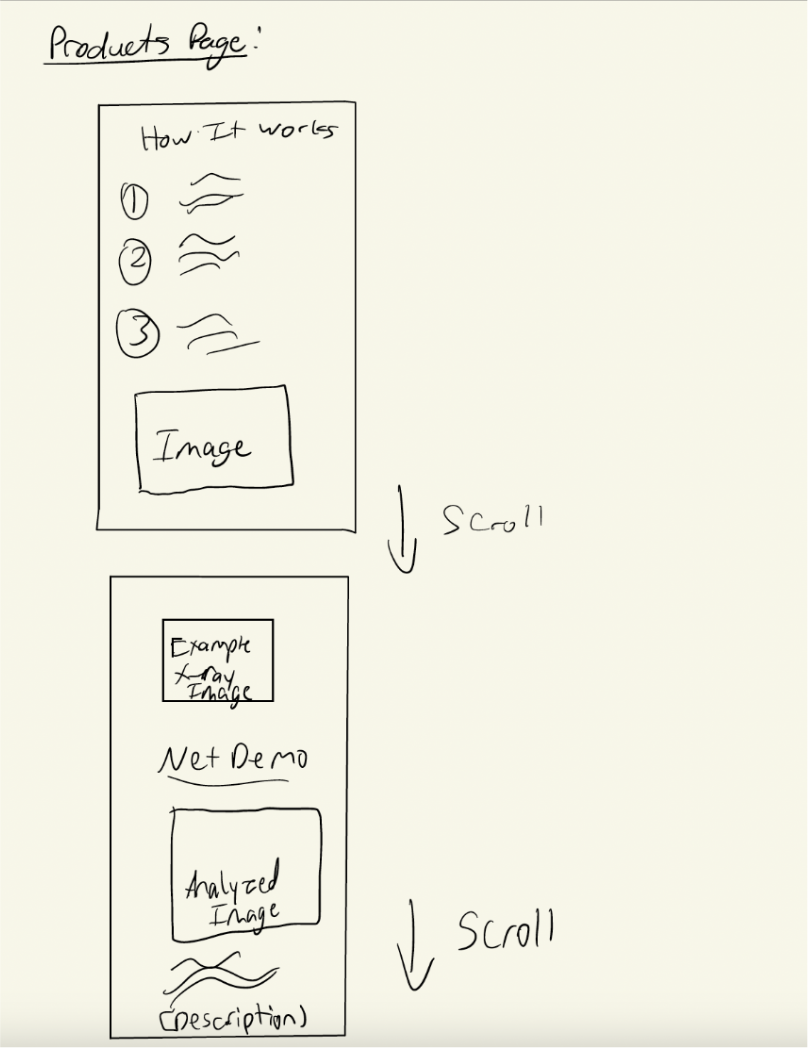 Products Page:
How It works
1
2
3
Image
Scroll
Example
X-ray
Image
Net Demo
Analyzed
Image
Scroll
(Description)